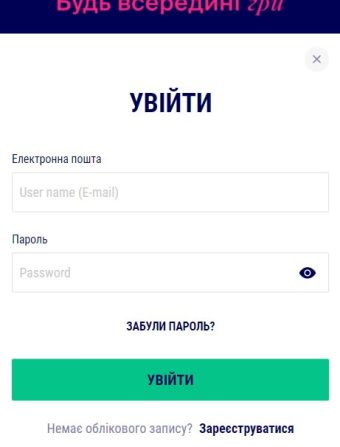 Будь всередині гри
УВІЙТИ
Електронна пошта
User name (E-mail)
Пароль
Password
ЗАБУЛИ ПАРОЛЬ?
УВІЙТИ
Немає облікового запису? Зареєструватися